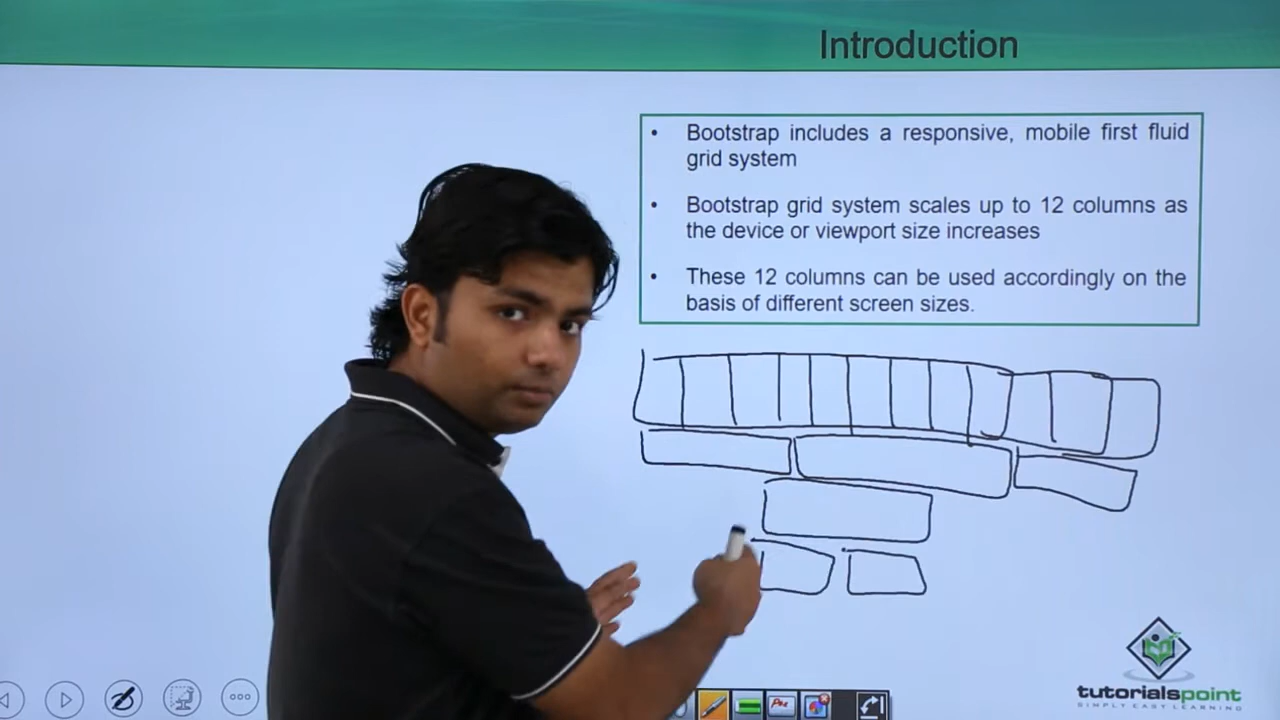 Introduction
• Bootstrap includes a responsive, mobile first fluid
grid system
• Bootstrap grid system scales up to 12 columns as
the device or viewport size increases
• These 12 columns can be used accordingly on the
basis of different screen sizes.
tutorialspoint
SIMPLY EASY LEARNING